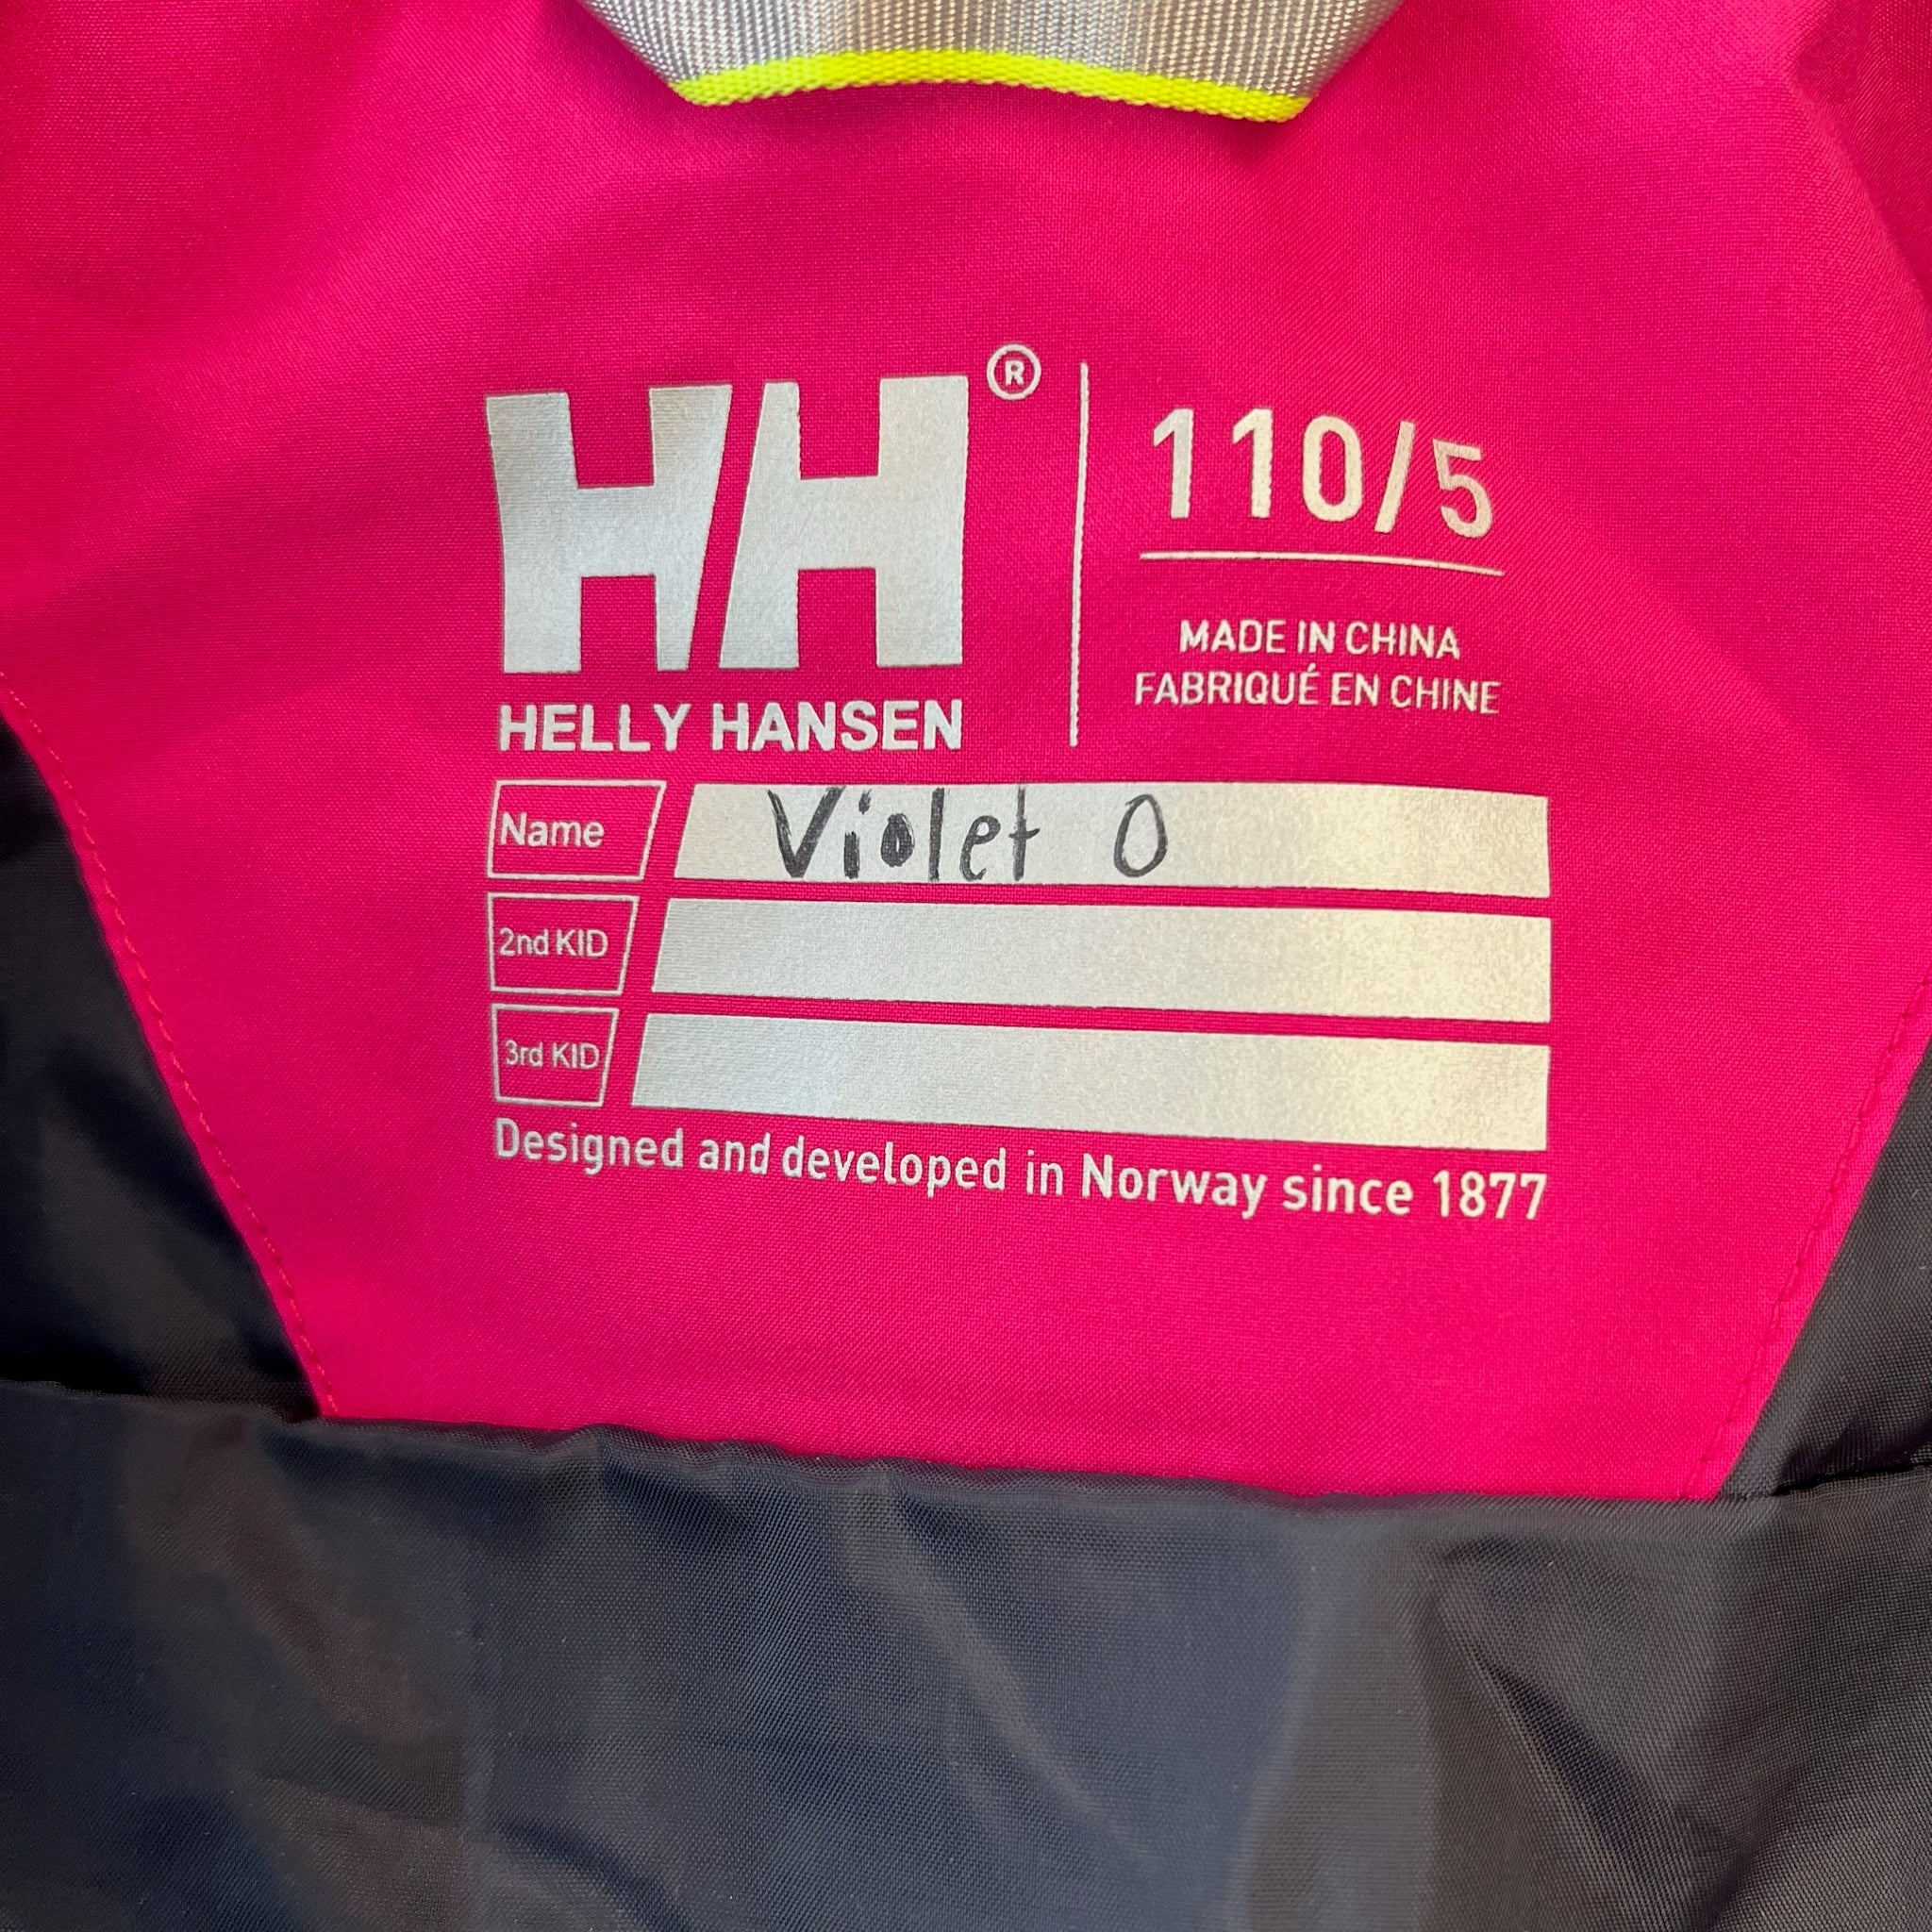 HH®
HELLY HANSEN
110/5
MADE IN CHINA
FABRIQUÉ EN CHINE
Name Violet O
2nd KID
3rd KID
Designed and developed in Norway since 1877